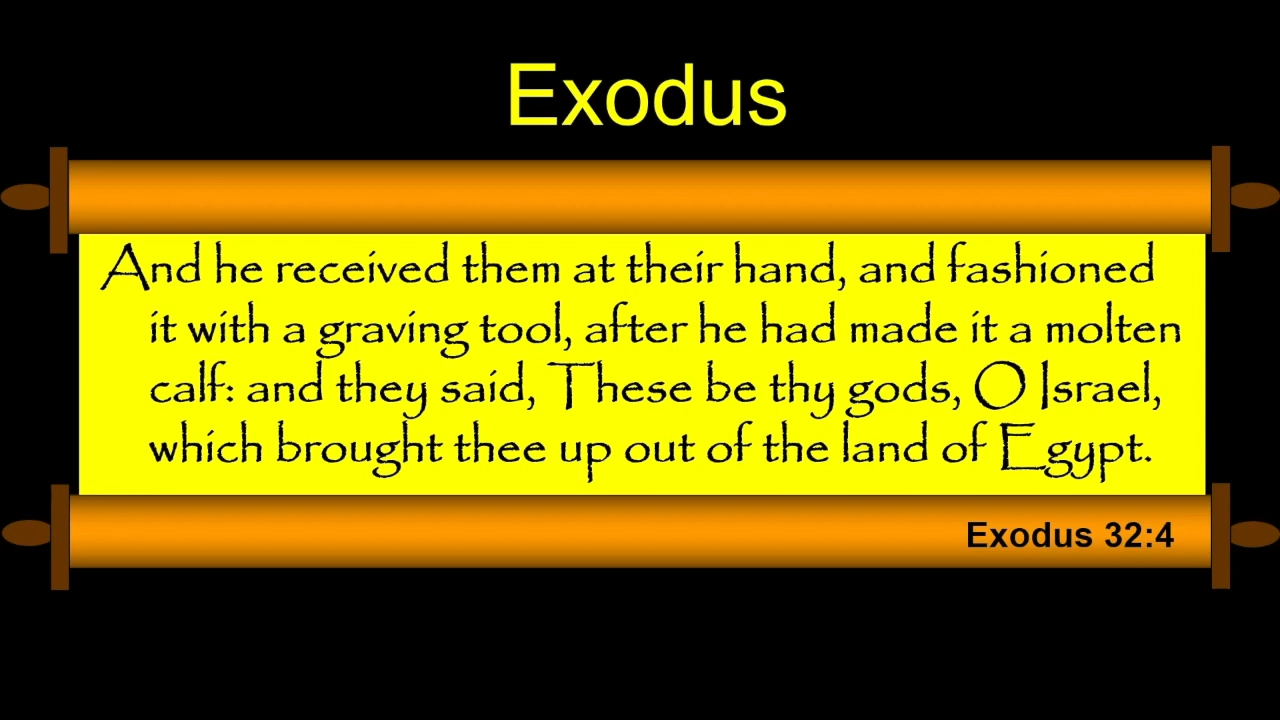 Exodus
And he received them at their hand, and fashioned
it with a graving tool, after he had made it a molten
calf: and they said, These be thy gods, O Israel,
which brought thee up out of the land of Egypt.
Exodus 32:4